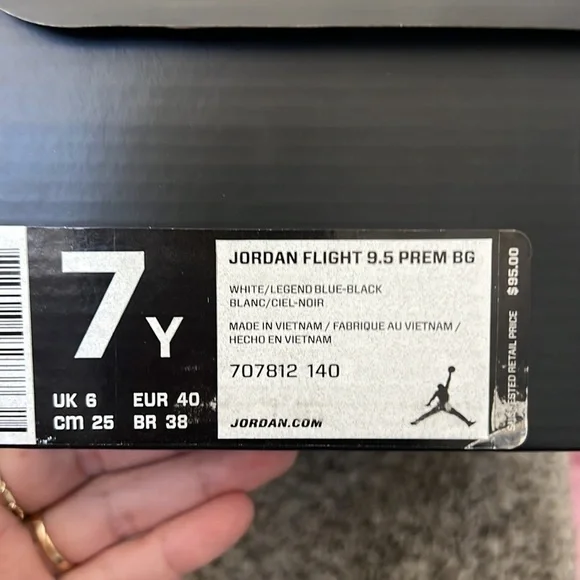 7Y
UK 6 EUR 40
cm 25 BR 38
JORDAN FLIGHT 9.5 PREM BG
WHITE/LEGEND BLUE-BLACK
BLANC/CIEL-NOIR
MADE IN VIETNAM / FABRIQUE AU VIETNAM /
HECHO EN VIETNAM
707812 140
JORDAN.COM
RETAIL PRICE $95.00